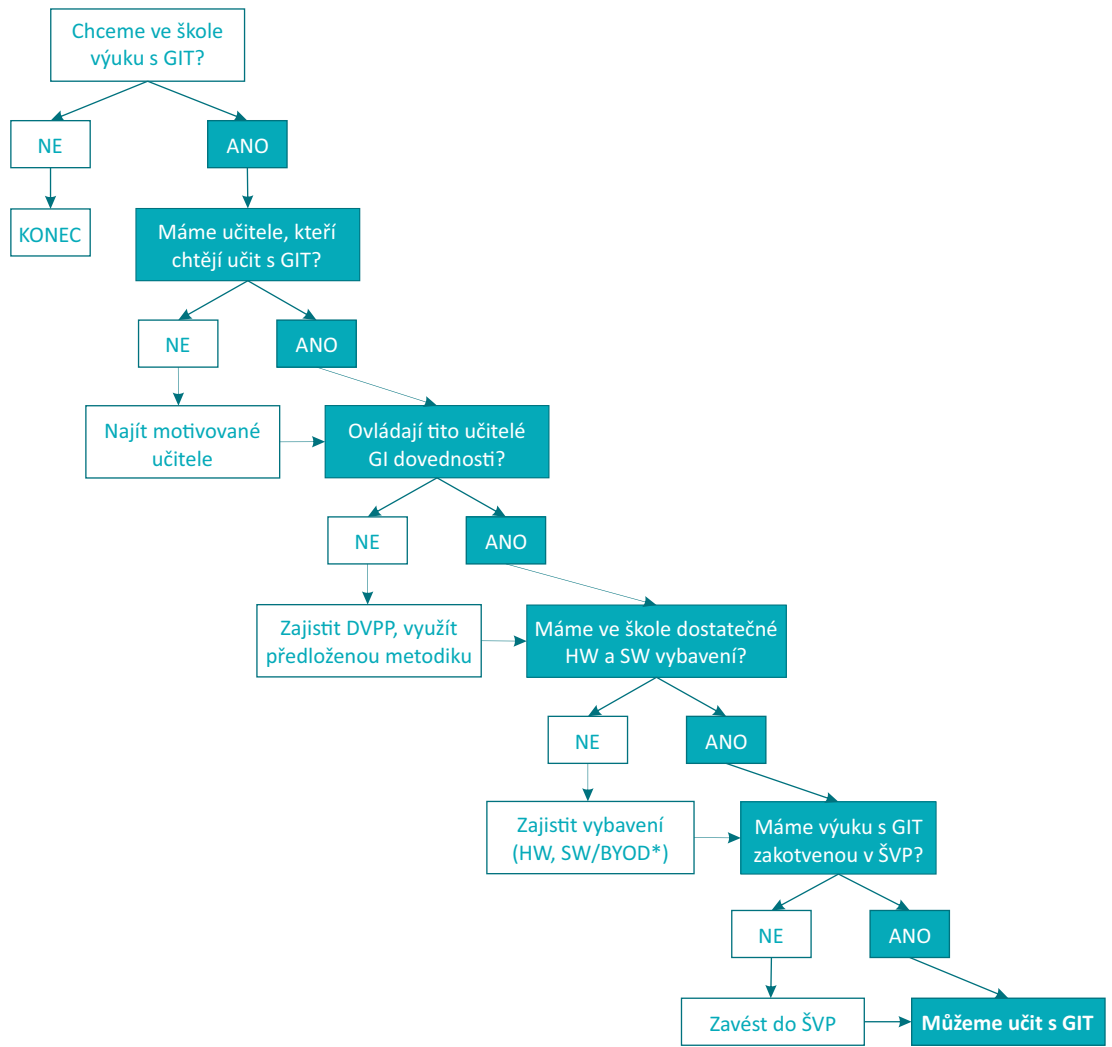 Chceme ve škole
výuku s GIT?
NE
ANO
KONEC
Máme učitele, kteří
chtějí učit s GIT?
NE
ANO
Najít motivované
učitele
Ovládají tito učitelé
GI dovednosti?
NE
ANO
Zajistit DVPP, využít
předloženou metodiku
Máme ve škole dostatečné
HW a SW vybavení?
NE
ANO
Zajistit vybavení
(HW, SW/BYOD*)
Máme výuku s GIT
zakotvenou v ŠVP?
NE
ANO
Zavést do ŠVP
Můžeme učit s GIT